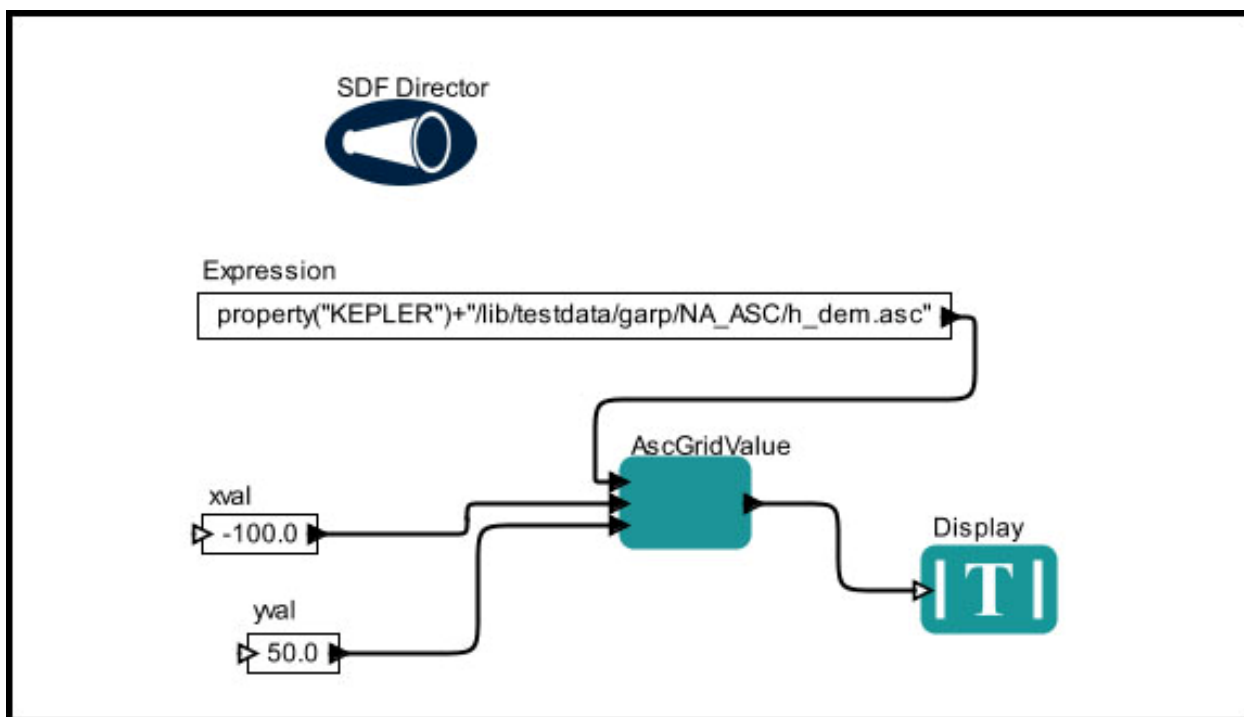 SDF Director
Expression
property("KEPLER")+"/lib/testdata/garp/NA_ASC/h_dem.asc"
AscGridValue
xval
-100.0
Display
T
yval
50.0